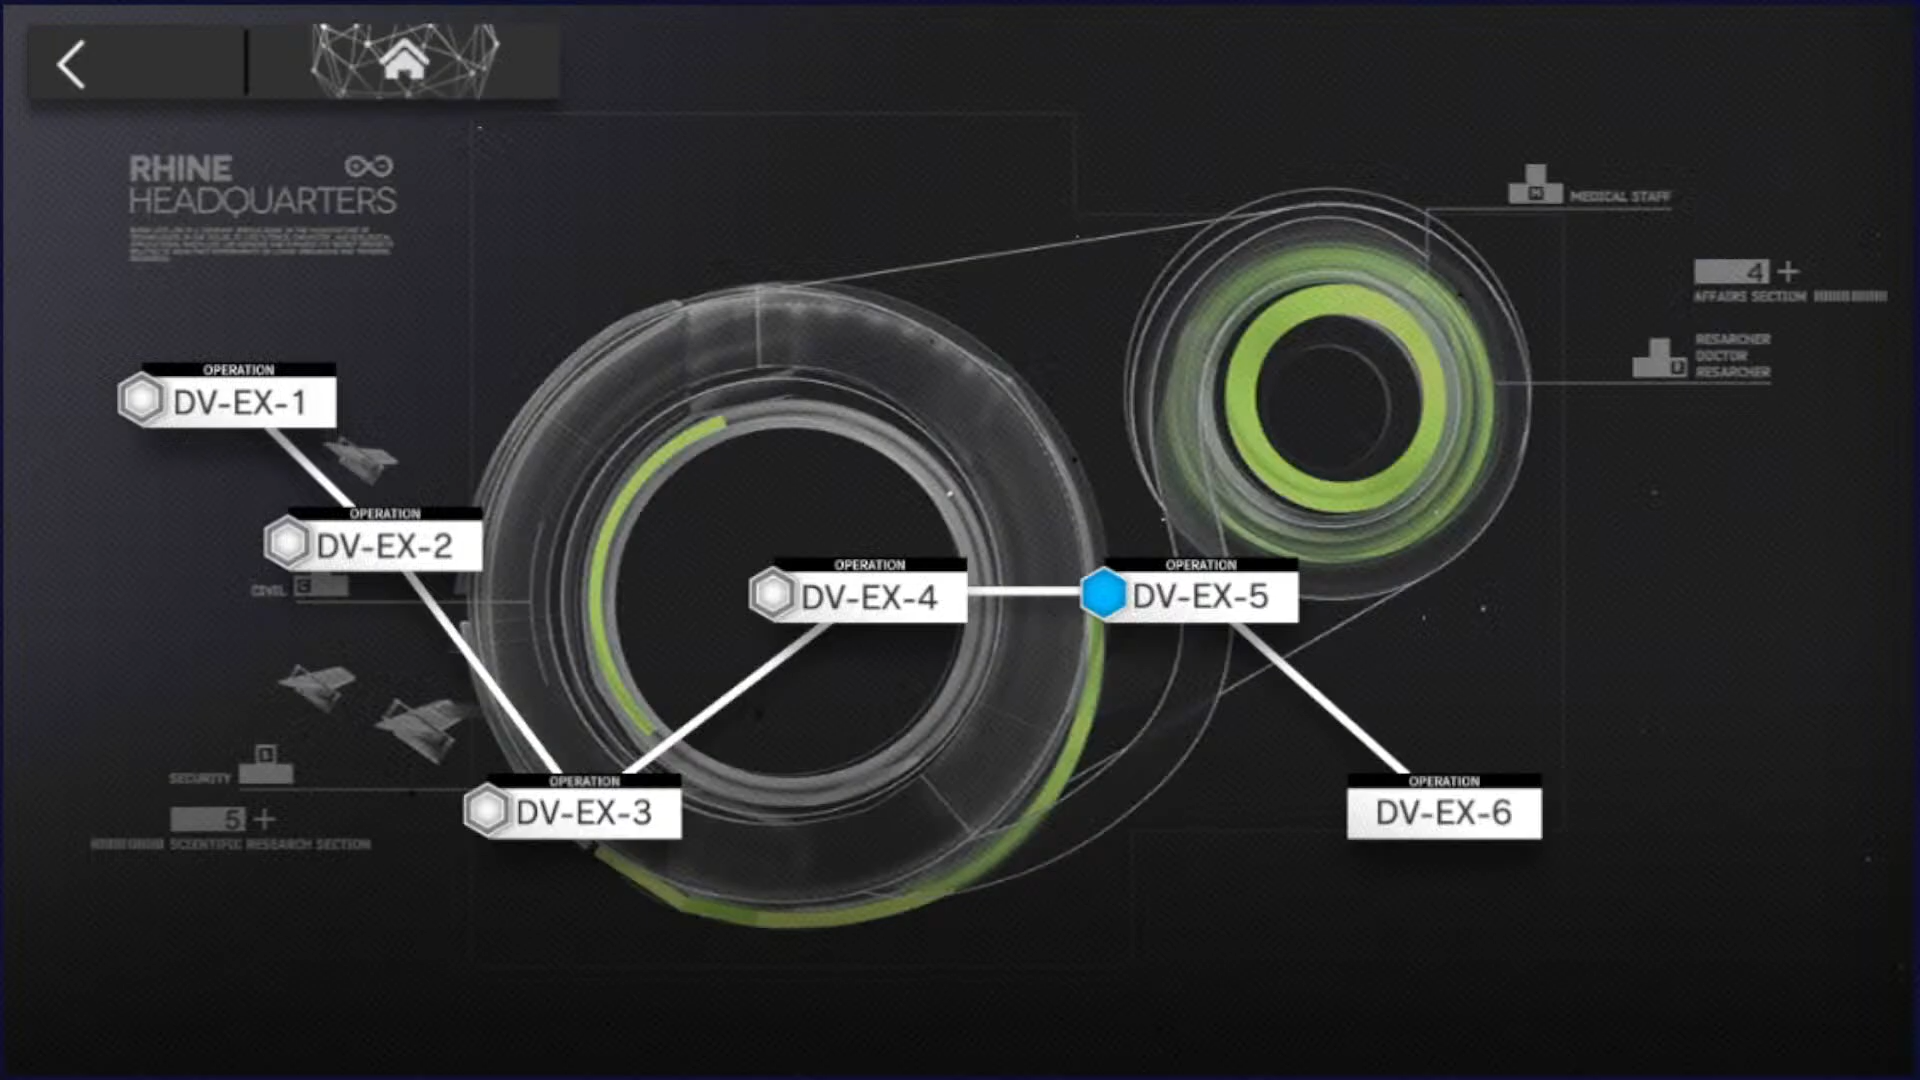 RHINE
HEADQUARTERS
MEDICAL STAFF
4 +
AFFAIRS SECTION
RESARCHER
DOCTOR
RESARCHER
OPERATION
DV-EX-1
OPERATION
DV-EX-2
CIVIL
C
OPERATION
DV-EX-4
OPERATION
DV-EX-5
SECURITY
5 +
SCIENTIFIC RESEARCH SECTION
OPERATION
DV-EX-3
OPERATION
DV-EX-6